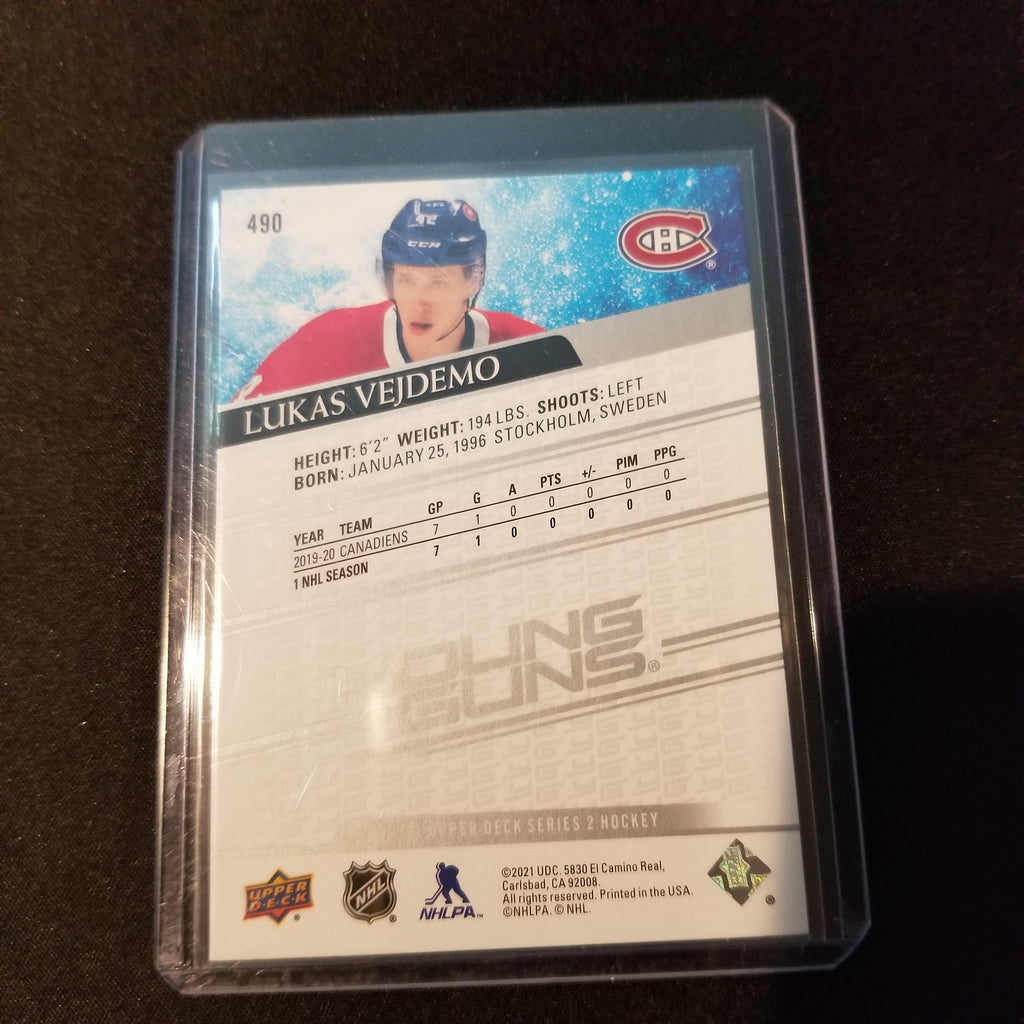 490
42
CCM
LUKAS VEJDEMO
HEIGHT: 6'2" WEIGHT: 194 LBS. SHOOTS: LEFT
BORN: JANUARY 25, 1996 STOCKHOLM, SWEDEN
YEAR TEAM GP G A PTS +/- PIM PPG
2019-20 CANADIENS 7 1 0 0 0 0 0
1 NHL SEASON 7 1 0 0 0 0 0
GUNS®
UPPER DECK SERIES 2 HOCKEY
UPPER DECK ®
NHL ®
NHLPA™
©2021 UDC. 5830 El Camino Real,
Carlsbad, CA 92008.
All rights reserved. Printed in the USA.
©NHLPA. © NHL.